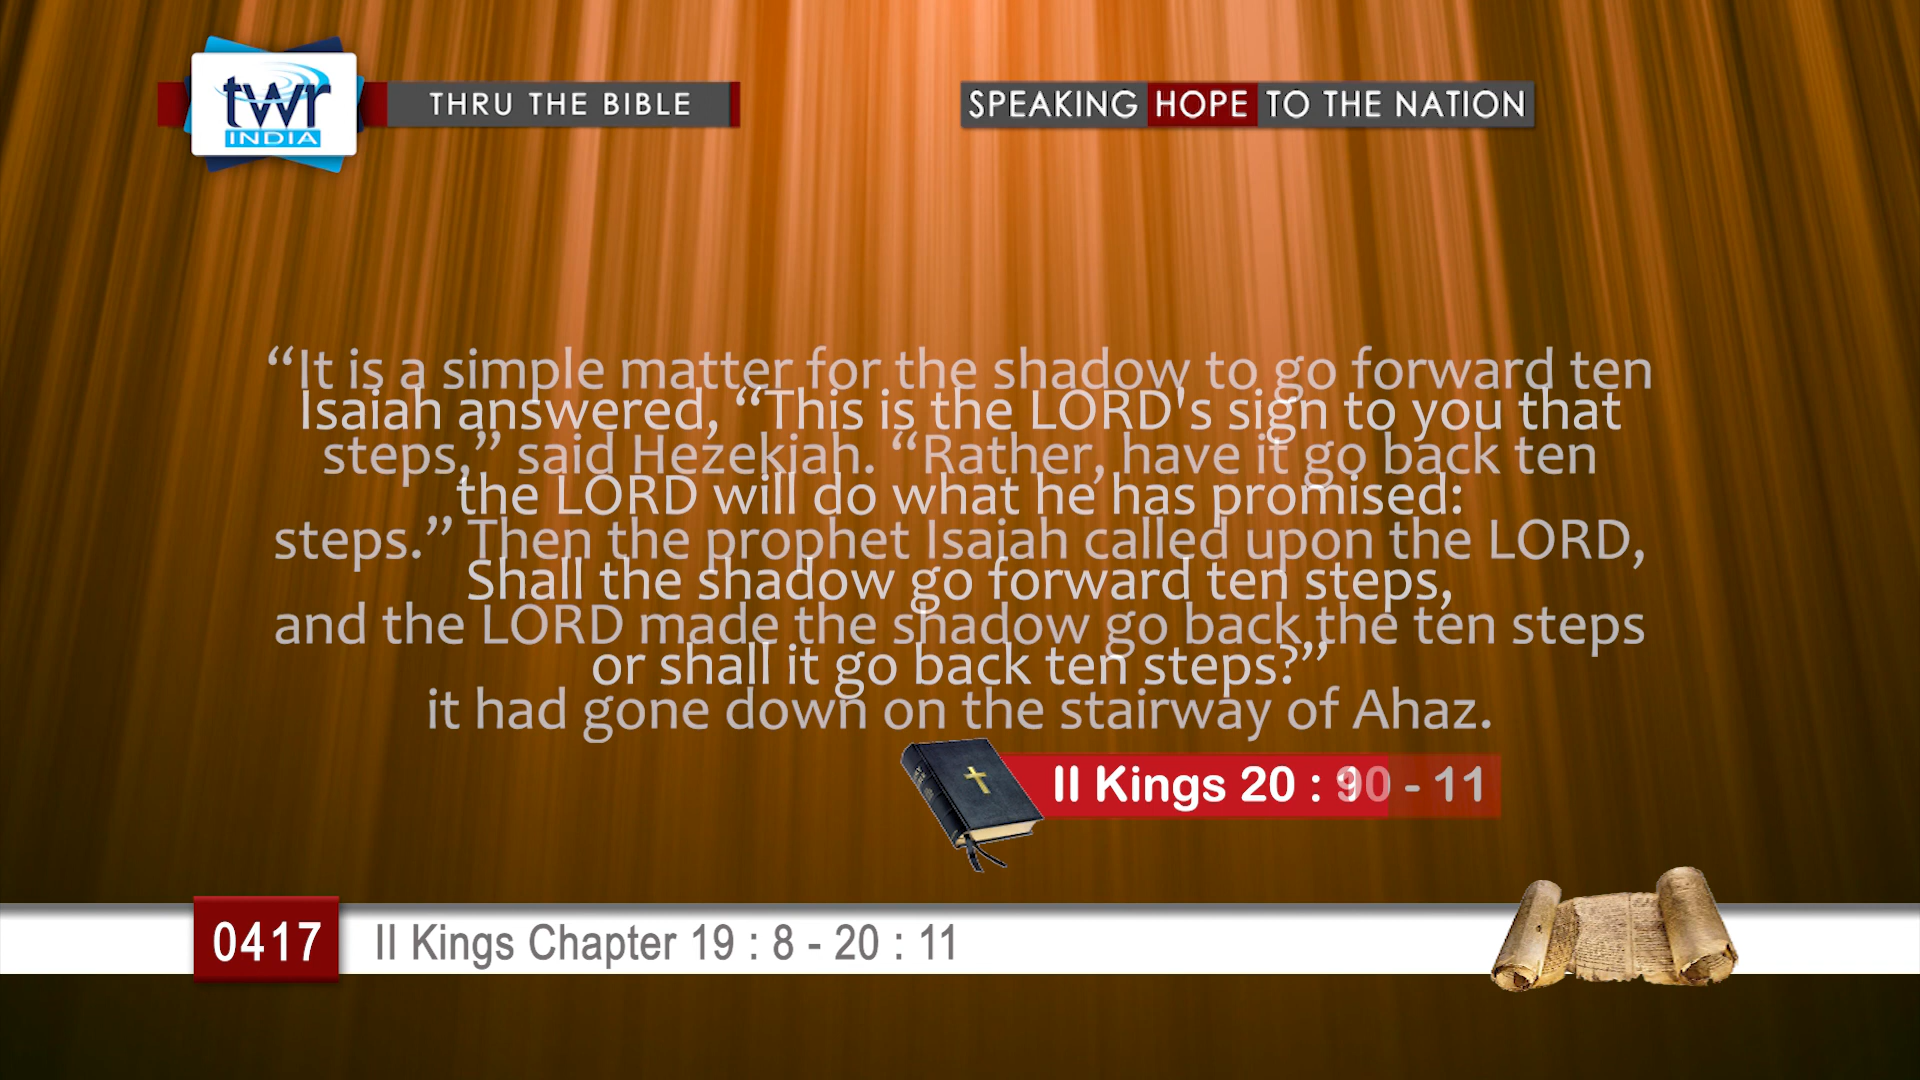 twr
INDIA
THRU THE BIBLE
SPEAKING HOPE TO THE NATION
“It is a simple matter for the shadow to go forward ten
Isaiah answered, “This is the LORD's sign to you that
steps,” said Hezekiah. “Rather, have it go back ten
the LORD will do what he has promised:
steps.” Then the prophet Isaiah called upon the LORD,
Shall the shadow go forward ten steps,
and the LORD made the shadow go back the ten steps
or shall it go back ten steps?”
it had gone down on the stairway of Ahaz.
II Kings 20 : 9
10 - 11
0417
II Kings Chapter 19 : 8 - 20 : 11